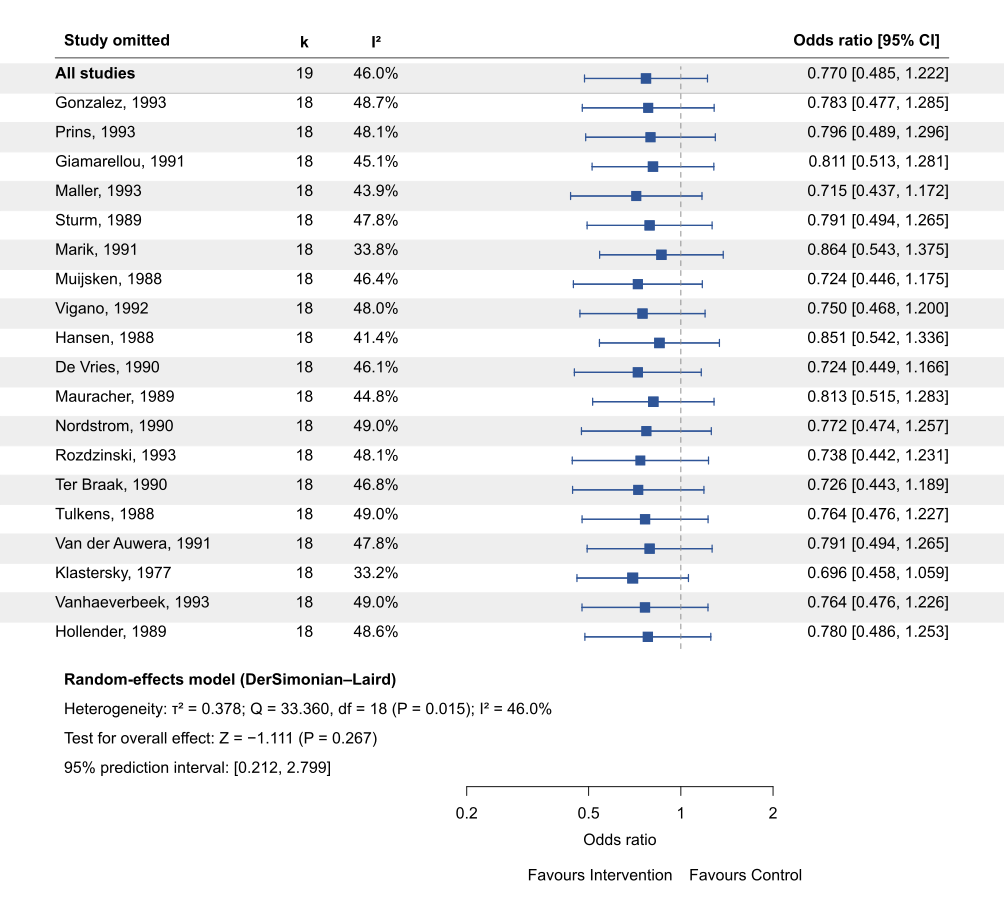 Study omitted k I² Odds ratio [95% CI]
All studies 19 46.0% 0.770 [0.485, 1.222]
Gonzalez, 1993 18 48.7% 0.783 [0.477, 1.285]
Prins, 1993 18 48.1% 0.796 [0.489, 1.296]
Giamarellou, 1991 18 45.1% 0.811 [0.513, 1.281]
Maller, 1993 18 43.9% 0.715 [0.437, 1.172]
Sturm, 1989 18 47.8% 0.791 [0.494, 1.265]
Marik, 1991 18 33.8% 0.864 [0.543, 1.375]
Muijsken, 1988 18 46.4% 0.724 [0.446, 1.175]
Vigano, 1992 18 48.0% 0.750 [0.468, 1.200]
Hansen, 1988 18 41.4% 0.851 [0.542, 1.336]
De Vries, 1990 18 46.1% 0.724 [0.449, 1.166]
Mauracher, 1989 18 44.8% 0.813 [0.515, 1.283]
Nordstrom, 1990 18 49.0% 0.772 [0.474, 1.257]
Rozdzinski, 1993 18 48.1% 0.738 [0.442, 1.231]
Ter Braak, 1990 18 46.8% 0.726 [0.443, 1.189]
Tulkens, 1988 18 49.0% 0.764 [0.476, 1.227]
Van der Auwera, 1991 18 47.8% 0.791 [0.494, 1.265]
Klastersky, 1977 18 33.2% 0.696 [0.458, 1.059]
Vanhaeverbeek, 1993 18 49.0% 0.764 [0.476, 1.226]
Hollender, 1989 18 48.6% 0.780 [0.486, 1.253]
Random-effects model (DerSimonian–Laird)
Heterogeneity: τ² = 0.378; Q = 33.360, df = 18 (P = 0.015); I² = 46.0%
Test for overall effect: Z = −1.111 (P = 0.267)
95% prediction interval: [0.212, 2.799]
0.2 0.5 1 2
Odds ratio
Favours Intervention Favours Control